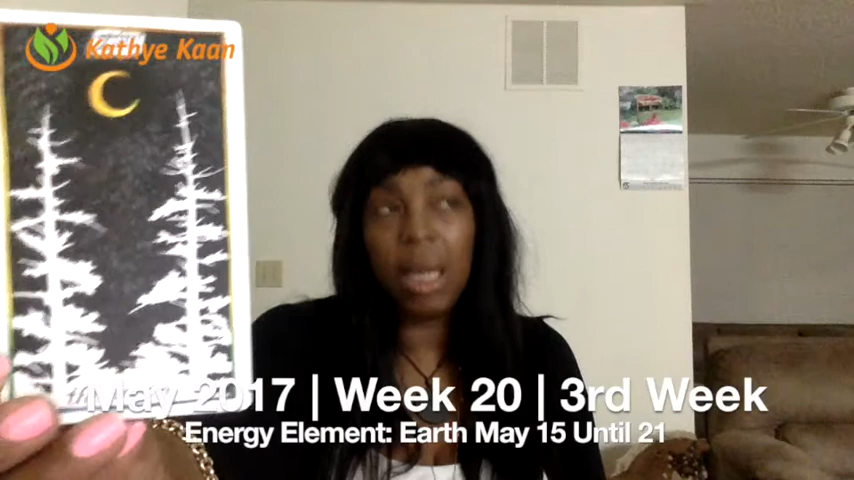 Kathye Kaan
May 2017 | Week 20 | 3rd Week
Energy Element: Earth May 15 Until 21